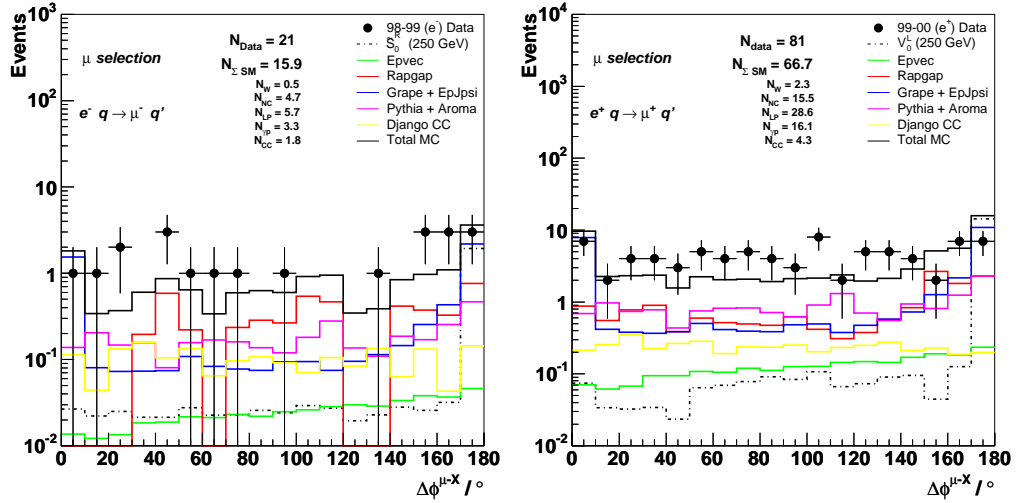 Events
10³
10²
10
1
10⁻¹
10⁻²
μ selection
e⁻ q → μ⁻ q'
N_Data = 21
N_Σ SM = 15.9
N_W = 0.5
N_NC = 4.7
N_LP = 5.7
N_γP = 3.3
N_CC = 1.8
98-99 (e⁻) Data
S̃₀ᴿ (250 GeV)
Epvec
Rapgap
Grape + EpJpsi
Pythia + Aroma
Django CC
Total MC
0 20 40 60 80 100 120 140 160 180
Δϕ^μ-X / °
Events
10⁴
10³
10²
10
1
10⁻¹
10⁻²
μ selection
e⁺ q → μ⁺ q'
N_data = 81
N_Σ SM = 66.7
N_W = 2.3
N_NC = 15.5
N_LP = 28.6
N_γP = 16.1
N_CC = 4.3
99-00 (e⁺) Data
V₀ᴸ (250 GeV)
Epvec
Rapgap
Grape + EpJpsi
Pythia + Aroma
Django CC
Total MC
0 20 40 60 80 100 120 140 160 180
Δϕ^μ-X / °